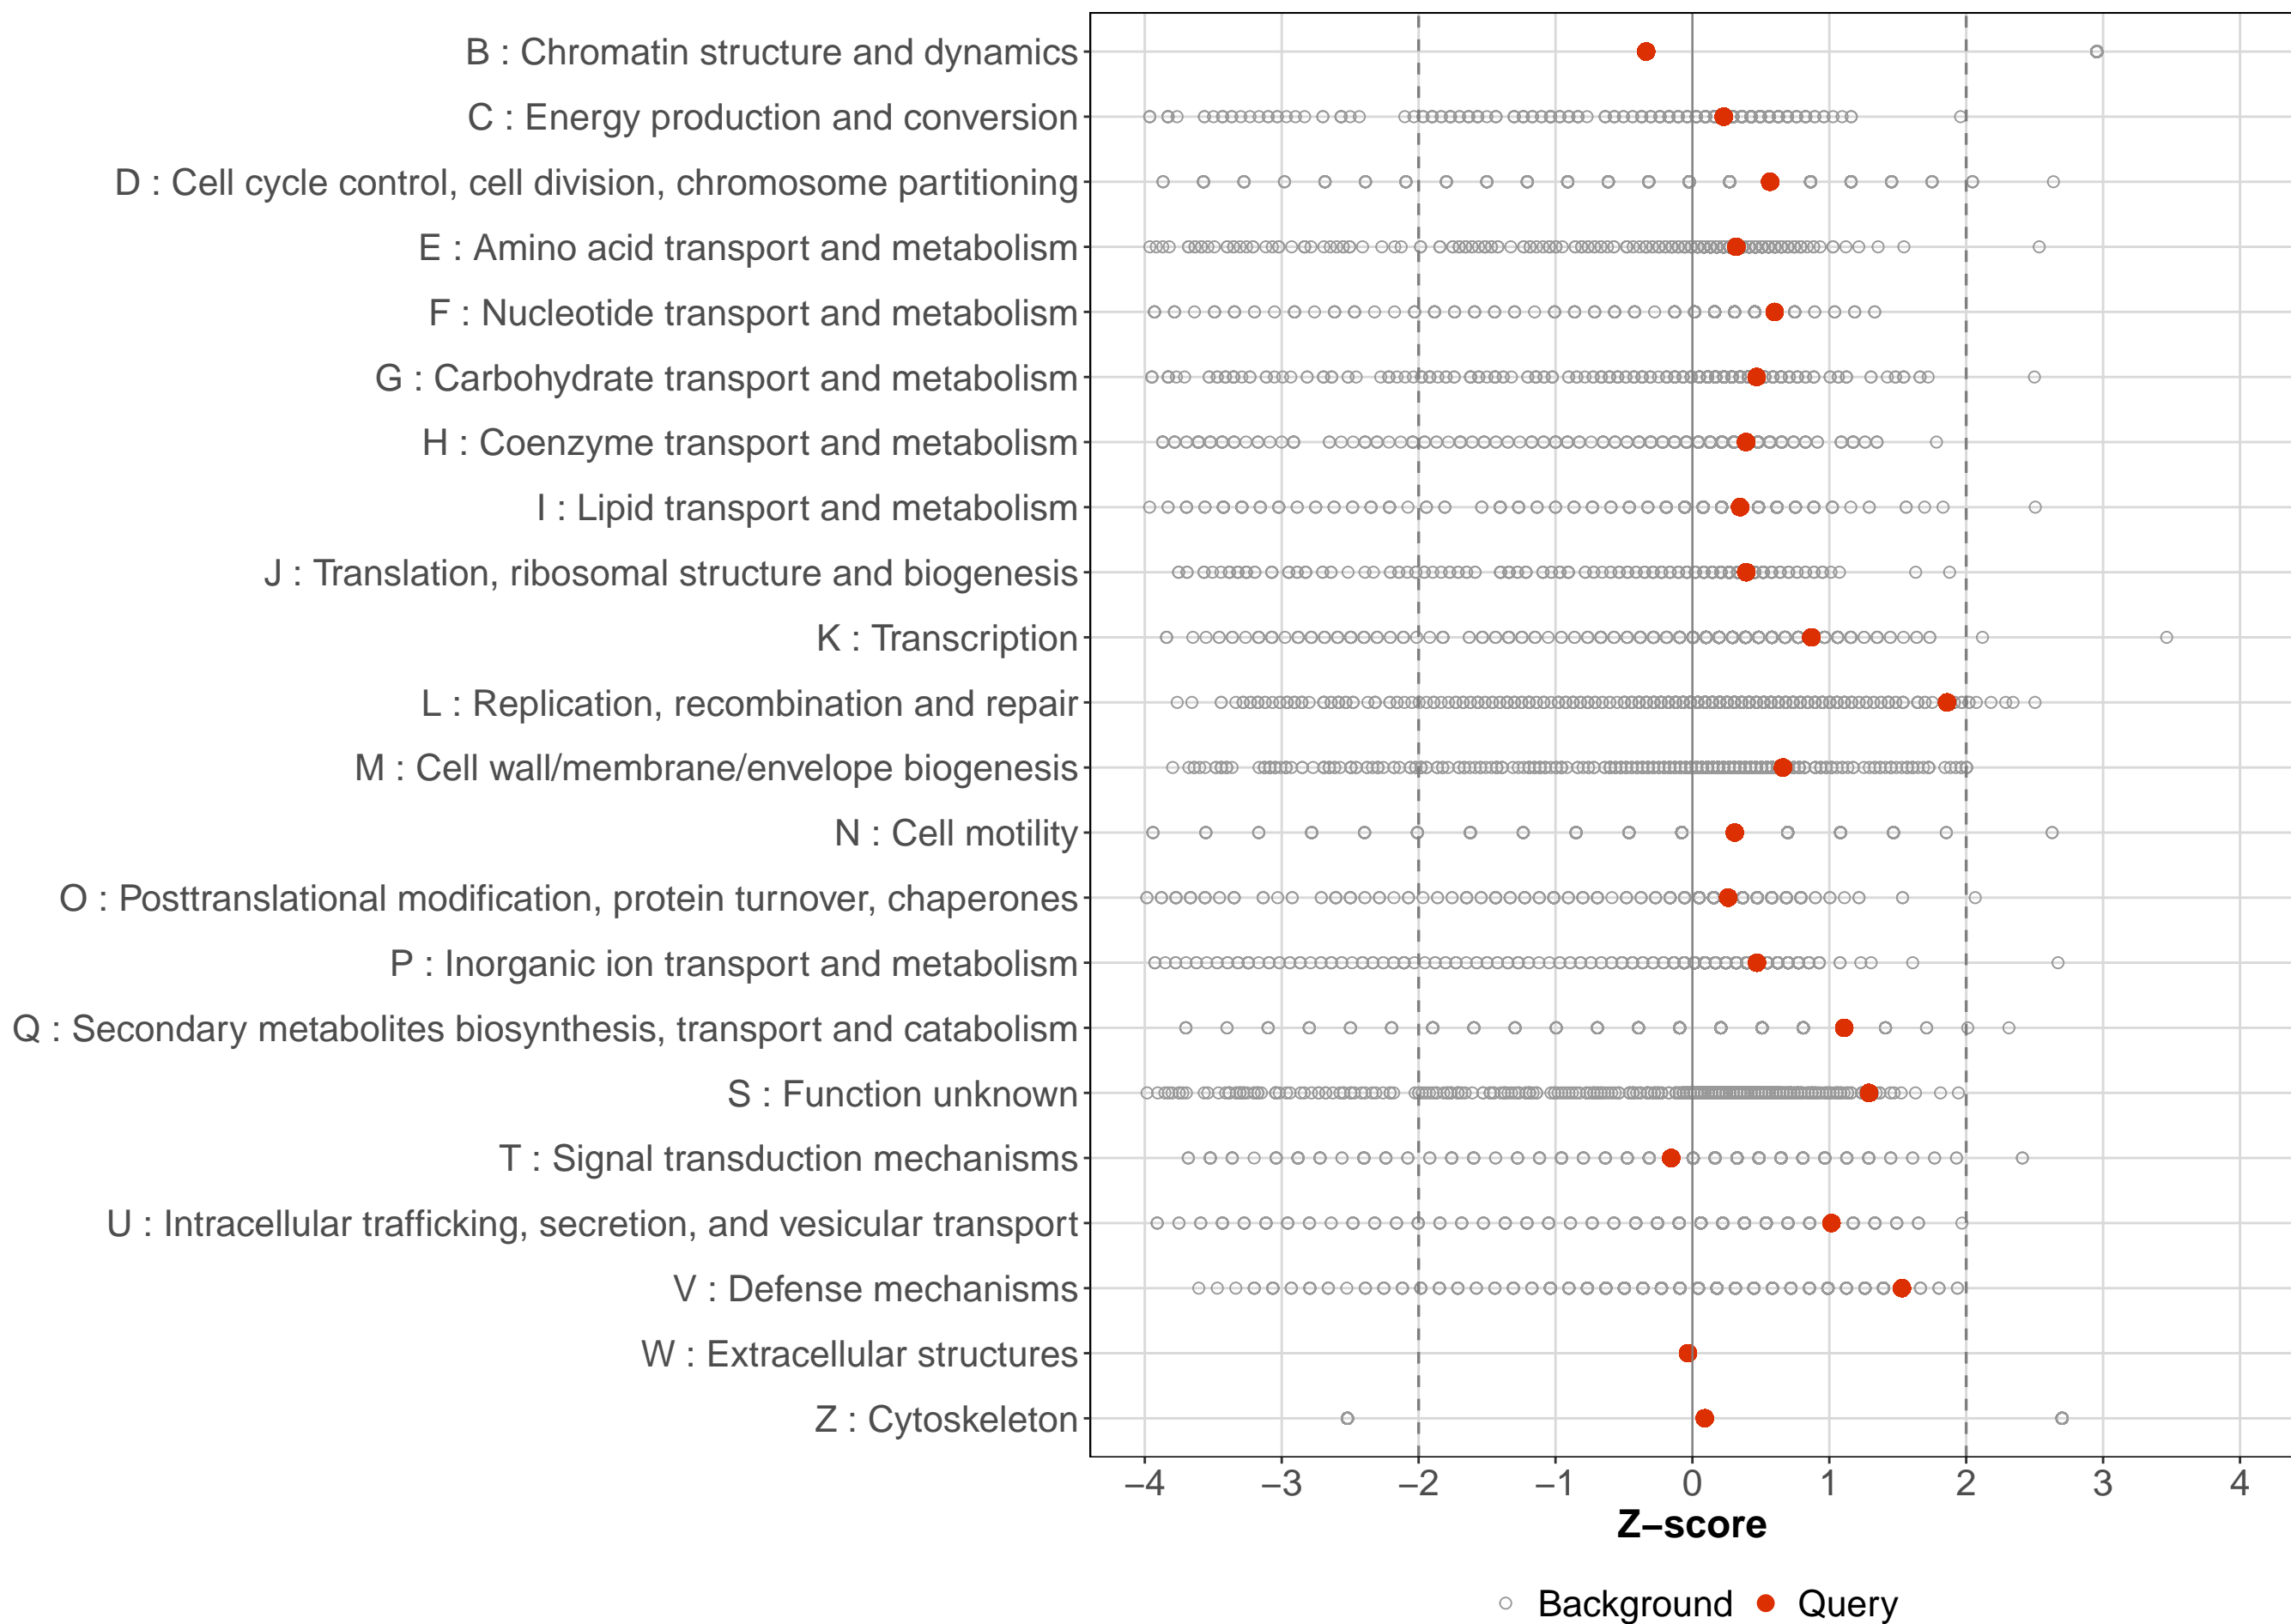 B : Chromatin structure and dynamics
C : Energy production and conversion
D : Cell cycle control, cell division, chromosome partitioning
E : Amino acid transport and metabolism
F : Nucleotide transport and metabolism
G : Carbohydrate transport and metabolism
H : Coenzyme transport and metabolism
I : Lipid transport and metabolism
J : Translation, ribosomal structure and biogenesis
K : Transcription
L : Replication, recombination and repair
M : Cell wall/membrane/envelope biogenesis
N : Cell motility
O : Posttranslational modification, protein turnover, chaperones
P : Inorganic ion transport and metabolism
Q : Secondary metabolites biosynthesis, transport and catabolism
S : Function unknown
T : Signal transduction mechanisms
U : Intracellular trafficking, secretion, and vesicular transport
V : Defense mechanisms
W : Extracellular structures
Z : Cytoskeleton
−4 −3 −2 −1 0 1 2 3 4
Z−score
Background Query